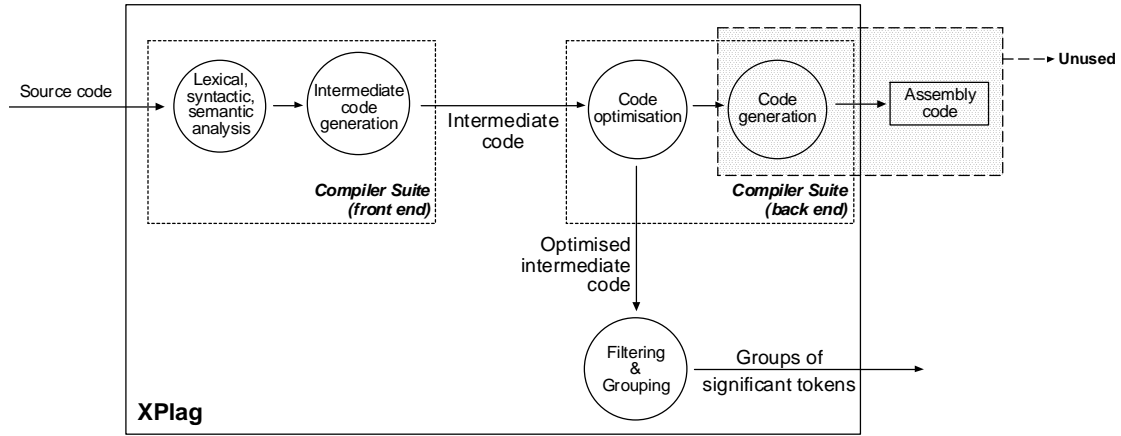 Source code
Lexical,
syntactic,
semantic
analysis
Intermediate
code
generation
Compiler Suite
(front end)
Intermediate
code
Code
optimisation
Code
generation
Compiler Suite
(back end)
Assembly
code
Unused
Optimised
intermediate
code
Filtering
&
Grouping
Groups of
significant tokens
XPlag